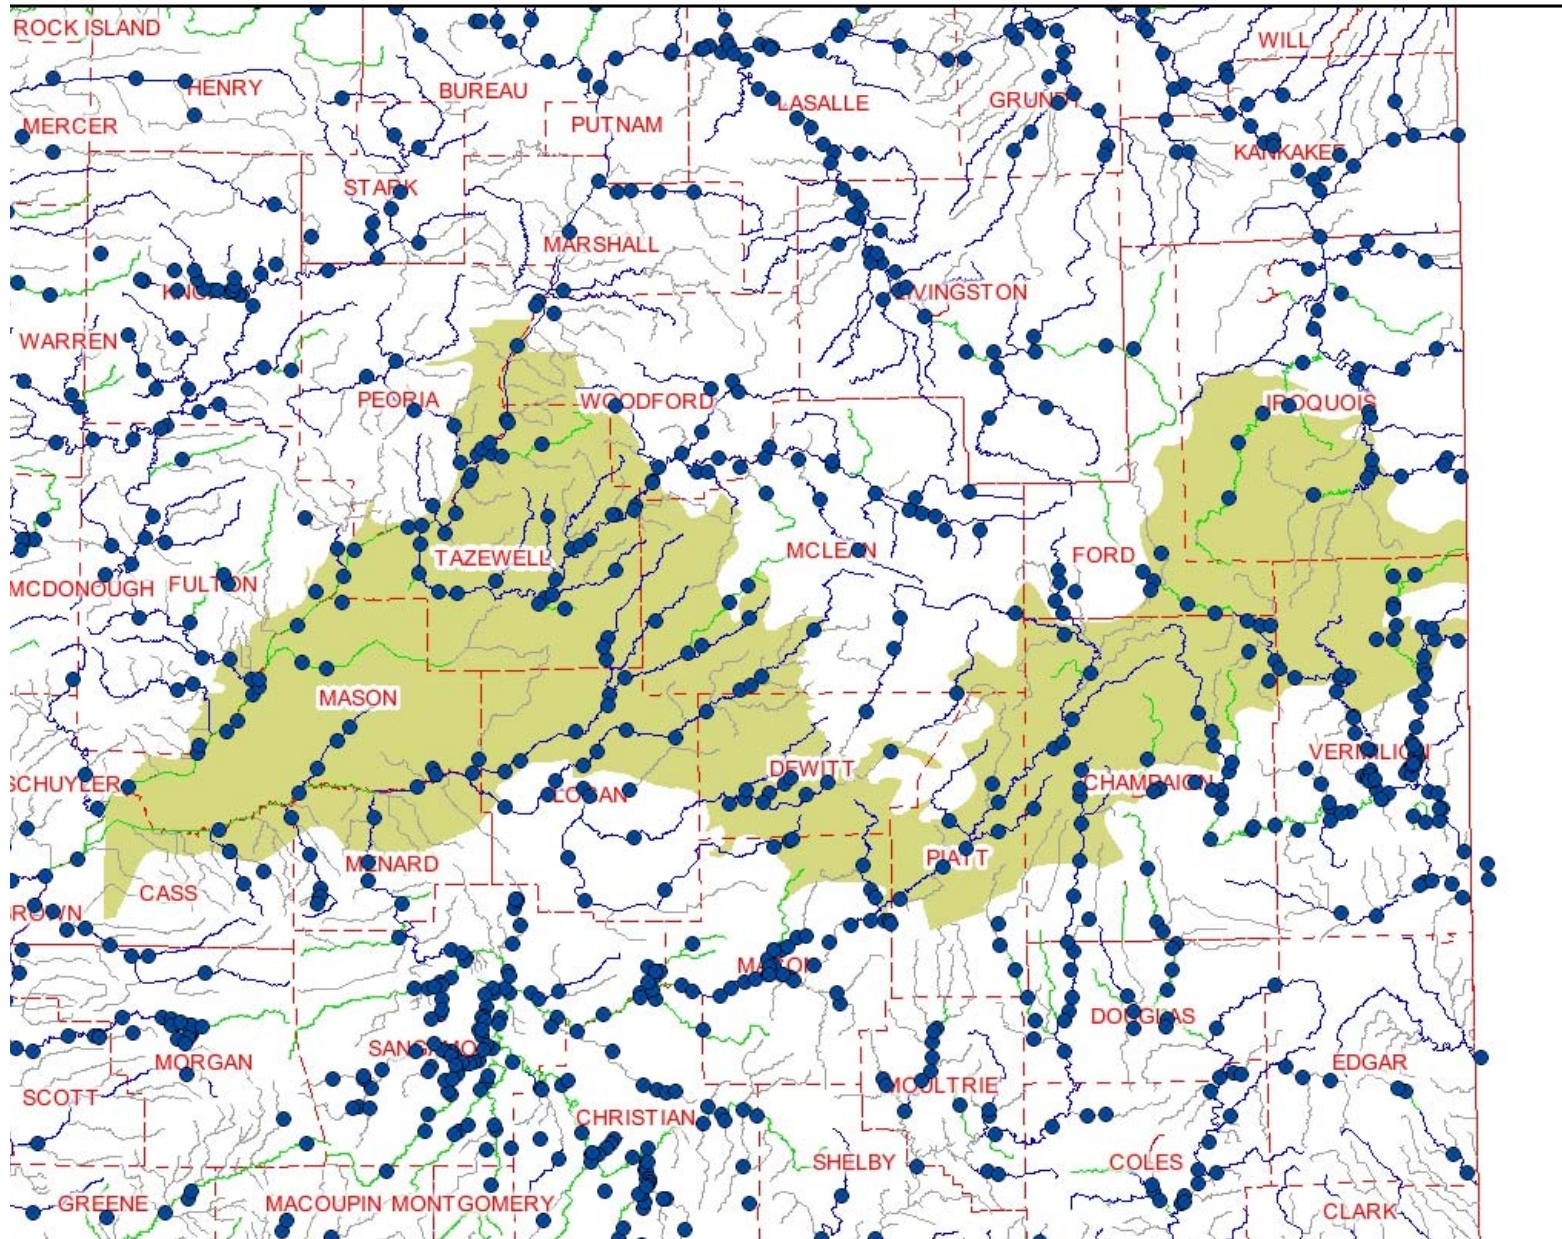 ROCK ISLAND
WILL
HENRY
BUREAU
LASALLE
GRUNDY
MERCER
PUTNAM
KANKAKEE
STARK
MARSHALL
KNOX
LIVINGSTON
WARREN
PEORIA
WOODFORD
IROQUOIS
TAZEWELL
MCLEAN
FORD
MCDONOUGH
FULTON
MASON
SCHUYLER
LOGAN
DEWITT
CHAMPAIGN
VERMILION
PIATT
MENARD
CASS
BROWN
MACON
DOUGLAS
MORGAN
SANGAMON
EDGAR
SCOTT
MOULTRIE
CHRISTIAN
SHELBY
COLES
GREENE
MACOUPIN
MONTGOMERY
CLARK